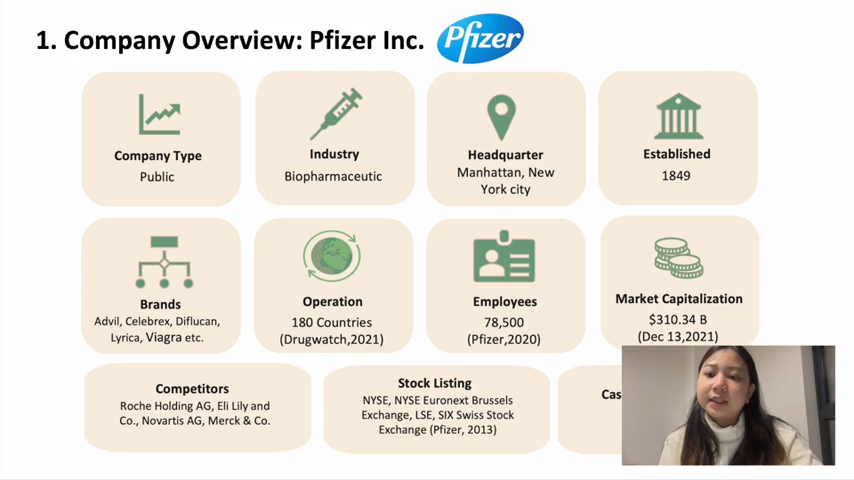 1. Company Overview: Pfizer Inc.
Pfizer
Company Type
Public
Industry
Biopharmaceutic
Headquarter
Manhattan, New
York city
Established
1849
Brands
Advil, Celebrex, Diflucan,
Lyrica, Viagra etc.
Operation
180 Countries
(Drugwatch,2021)
Employees
78,500
(Pfizer,2020)
Market Capitalization
$310.34 B
(Dec 13,2021)
Competitors
Roche Holding AG, Eli Lily and
Co., Novartis AG, Merck & Co.
Stock Listing
NYSE, NYSE Euronext Brussels
Exchange, LSE, SIX Swiss Stock
Exchange (Pfizer, 2013)